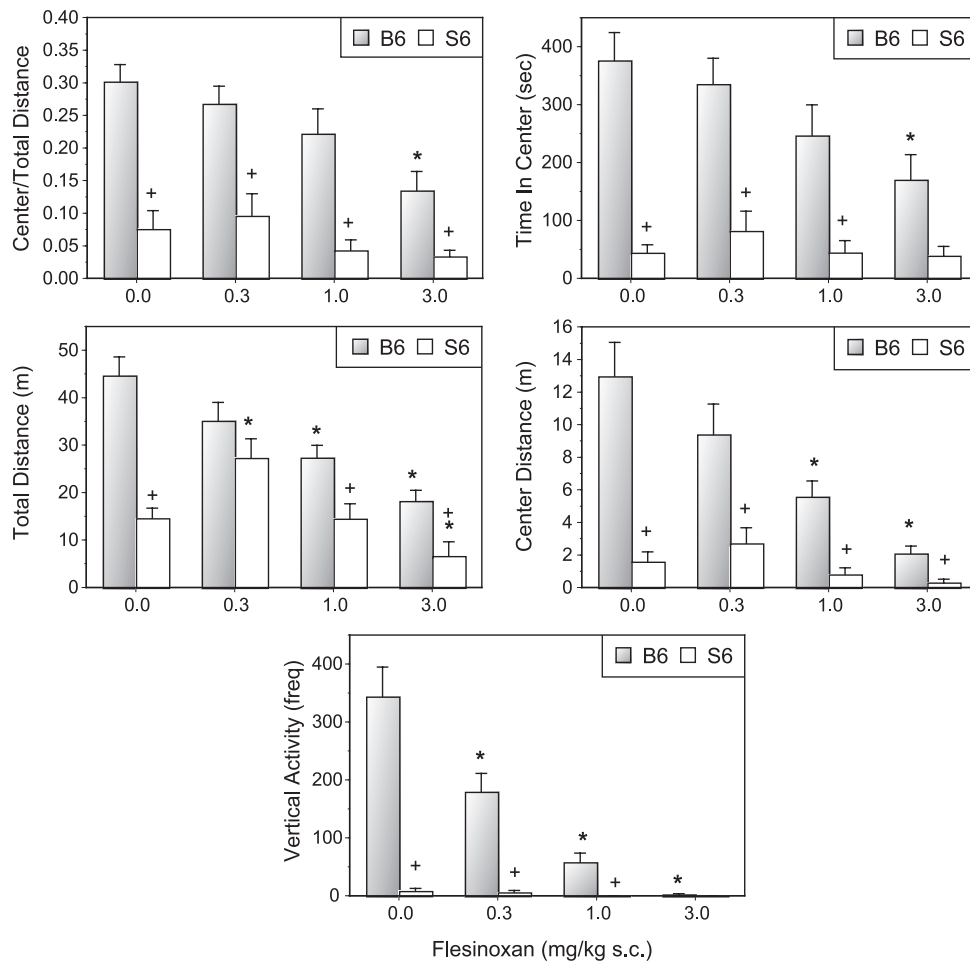 0.40
0.35
0.30
0.25
0.20
0.15
0.10
0.05
0.00
Center/Total Distance
B6 S6
+ + + * +
0.0 0.3 1.0 3.0
400
300
200
100
0
Time In Center (sec)
B6 S6
+ + + *
0.0 0.3 1.0 3.0
50
40
30
20
10
0
Total Distance (m)
B6 S6
+ * * + * + *
0.0 0.3 1.0 3.0
16
14
12
10
8
6
4
2
0
Center Distance (m)
B6 S6
+ + * + * +
0.0 0.3 1.0 3.0
400
300
200
100
0
Vertical Activity (freq)
B6 S6
+ * + * + *
0.0 0.3 1.0 3.0
Flesinoxan (mg/kg s.c.)